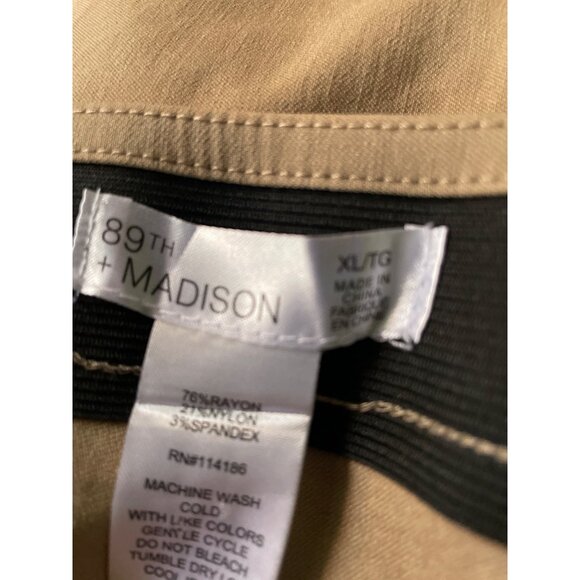 89TH
+ MADISON
XL/TG
MADE IN
CHINA
FABRIQUE
EN CHINE
76%RAYON
21%NYLON
3%SPANDEX
RN#114186
MACHINE WASH
COLD
WITH LIKE COLORS
GENTLE CYCLE
DO NOT BLEACH
TUMBLE DRY